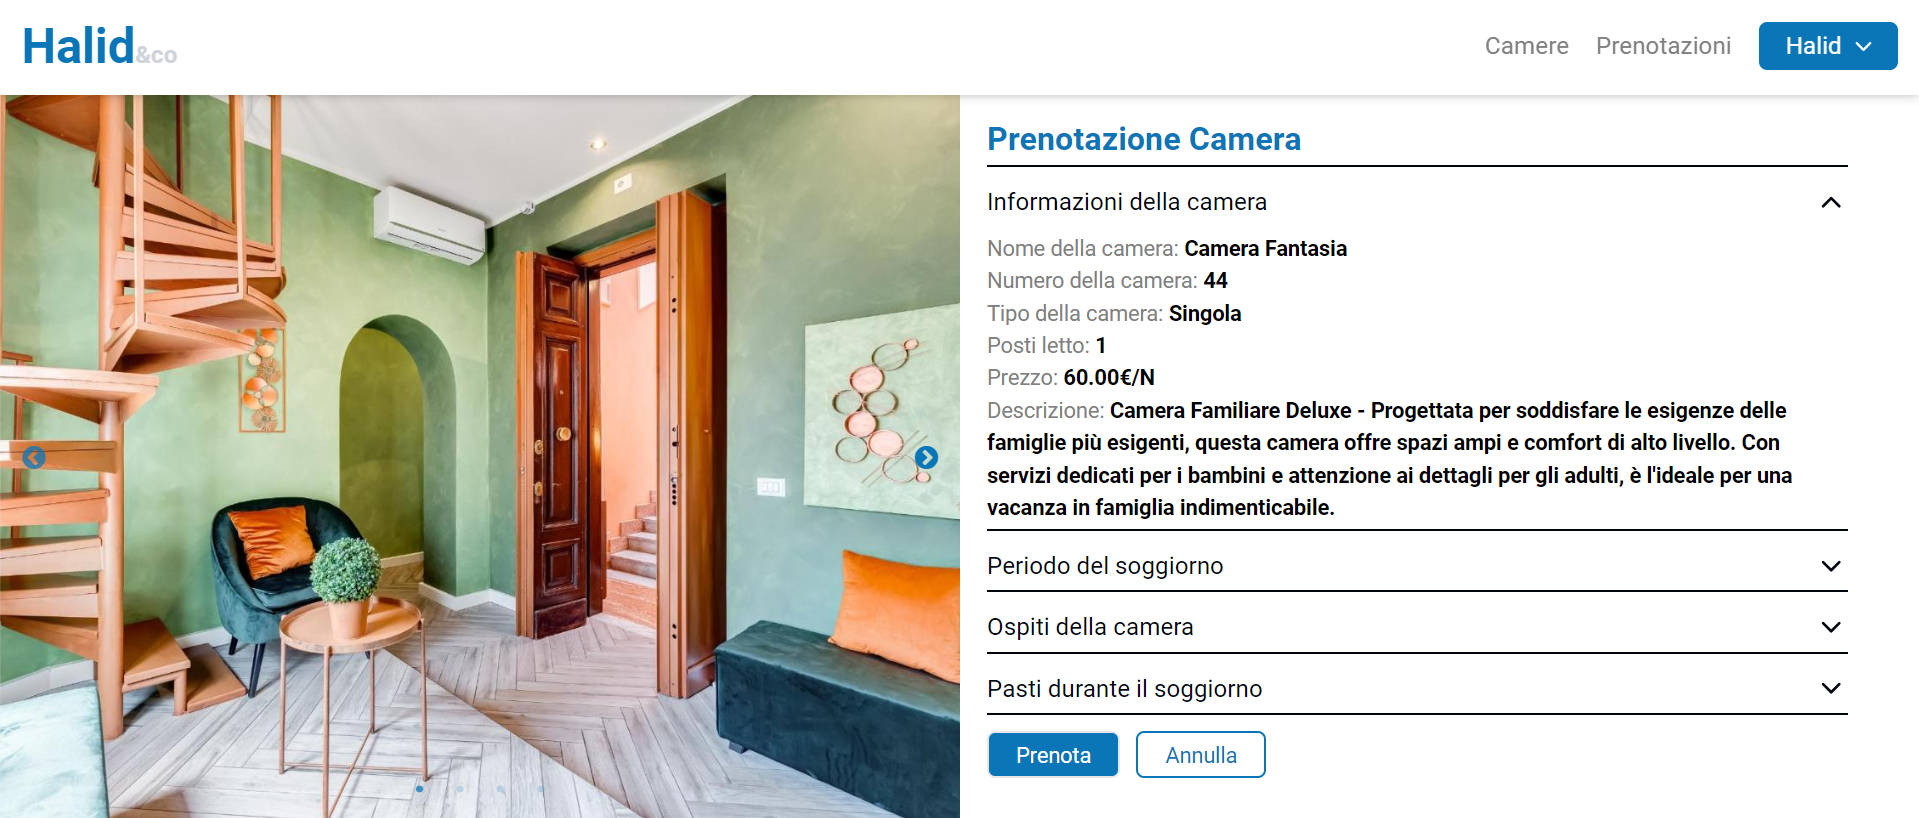 Halid&co
Camere
Prenotazioni
Halid
Prenotazione Camera
Informazioni della camera
Nome della camera: Camera Fantasia
Numero della camera: 44
Tipo della camera: Singola
Posti letto: 1
Prezzo: 60.00€/N
Descrizione: Camera Familiare Deluxe - Progettata per soddisfare le esigenze delle
famiglie più esigenti, questa camera offre spazi ampi e comfort di alto livello. Con
servizi dedicati per i bambini e attenzione ai dettagli per gli adulti, è l'ideale per una
vacanza in famiglia indimenticabile.
Periodo del soggiorno
Ospiti della camera
Pasti durante il soggiorno
Prenota
Annulla